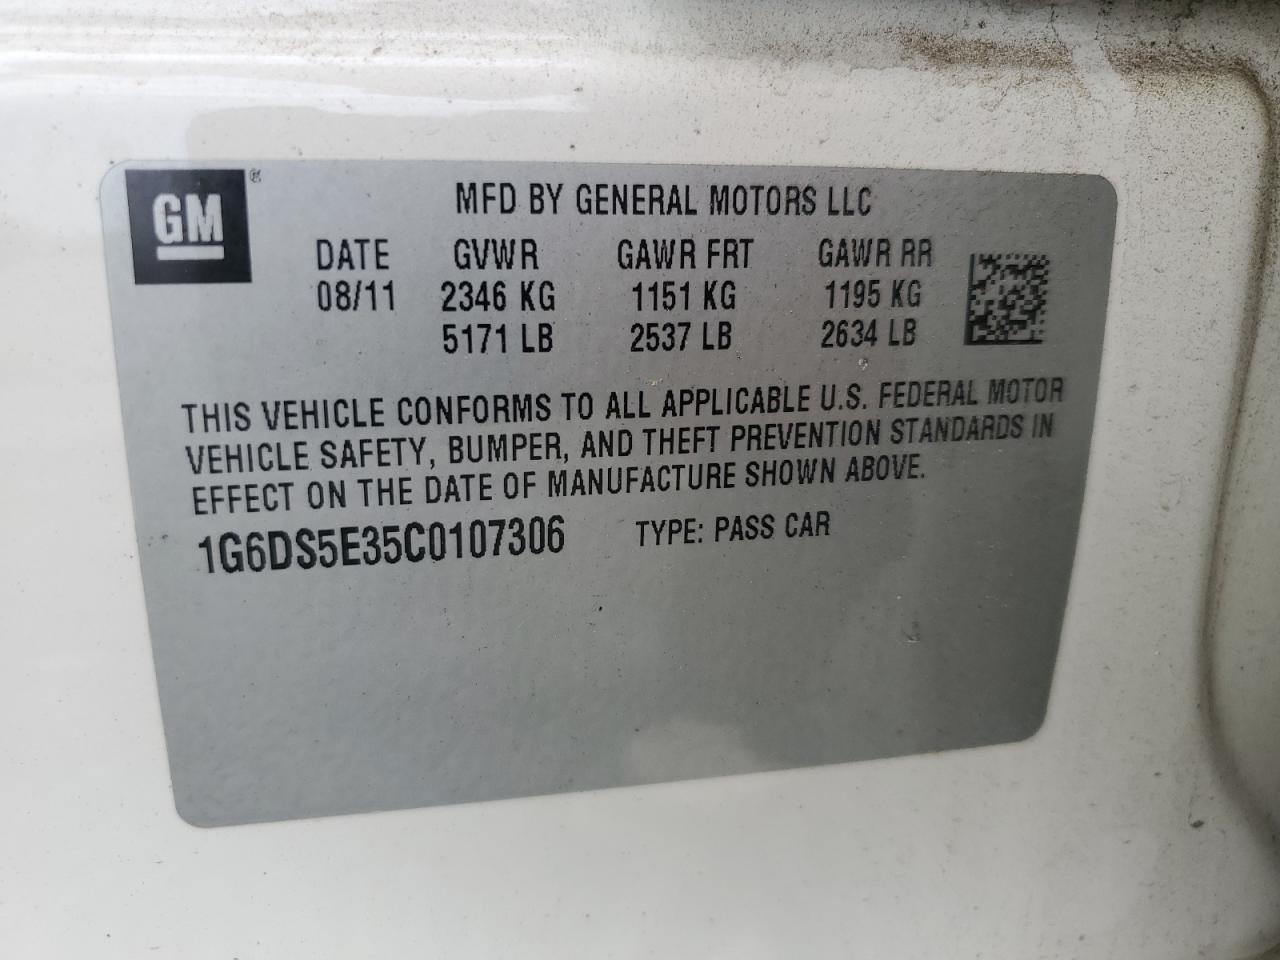 GM®
MFD BY GENERAL MOTORS LLC
DATE GVWR GAWR FRT GAWR RR
08/11 2346 KG 1151 KG 1195 KG
5171 LB 2537 LB 2634 LB
THIS VEHICLE CONFORMS TO ALL APPLICABLE U.S. FEDERAL MOTOR
VEHICLE SAFETY, BUMPER, AND THEFT PREVENTION STANDARDS IN
EFFECT ON THE DATE OF MANUFACTURE SHOWN ABOVE.
1G6DS5E35C0107306 TYPE: PASS CAR